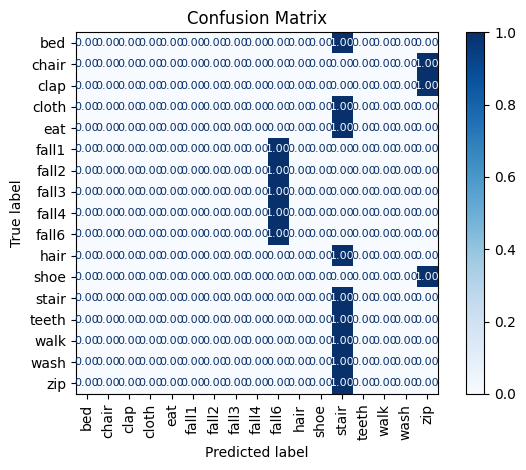 Confusion Matrix
True label
bed 0.00 0.00 0.00 0.00 0.00 0.00 0.00 0.00 0.00 0.00 0.00 0.00 1.00 0.00 0.00 0.00 0.00
chair 0.00 0.00 0.00 0.00 0.00 0.00 0.00 0.00 0.00 0.00 0.00 0.00 0.00 0.00 0.00 0.00 1.00
clap 0.00 0.00 0.00 0.00 0.00 0.00 0.00 0.00 0.00 0.00 0.00 0.00 0.00 0.00 0.00 0.00 1.00
cloth 0.00 0.00 0.00 0.00 0.00 0.00 0.00 0.00 0.00 0.00 0.00 0.00 1.00 0.00 0.00 0.00 0.00
eat 0.00 0.00 0.00 0.00 0.00 0.00 0.00 0.00 0.00 0.00 0.00 0.00 1.00 0.00 0.00 0.00 0.00
fall1 0.00 0.00 0.00 0.00 0.00 0.00 0.00 0.00 0.00 1.00 0.00 0.00 0.00 0.00 0.00 0.00 0.00
fall2 0.00 0.00 0.00 0.00 0.00 0.00 0.00 0.00 0.00 1.00 0.00 0.00 0.00 0.00 0.00 0.00 0.00
fall3 0.00 0.00 0.00 0.00 0.00 0.00 0.00 0.00 0.00 1.00 0.00 0.00 0.00 0.00 0.00 0.00 0.00
fall4 0.00 0.00 0.00 0.00 0.00 0.00 0.00 0.00 0.00 1.00 0.00 0.00 0.00 0.00 0.00 0.00 0.00
fall6 0.00 0.00 0.00 0.00 0.00 0.00 0.00 0.00 0.00 1.00 0.00 0.00 0.00 0.00 0.00 0.00 0.00
hair 0.00 0.00 0.00 0.00 0.00 0.00 0.00 0.00 0.00 0.00 0.00 0.00 1.00 0.00 0.00 0.00 0.00
shoe 0.00 0.00 0.00 0.00 0.00 0.00 0.00 0.00 0.00 0.00 0.00 0.00 0.00 0.00 0.00 0.00 1.00
stair 0.00 0.00 0.00 0.00 0.00 0.00 0.00 0.00 0.00 0.00 0.00 0.00 1.00 0.00 0.00 0.00 0.00
teeth 0.00 0.00 0.00 0.00 0.00 0.00 0.00 0.00 0.00 0.00 0.00 0.00 1.00 0.00 0.00 0.00 0.00
walk 0.00 0.00 0.00 0.00 0.00 0.00 0.00 0.00 0.00 0.00 0.00 0.00 1.00 0.00 0.00 0.00 0.00
wash 0.00 0.00 0.00 0.00 0.00 0.00 0.00 0.00 0.00 0.00 0.00 0.00 1.00 0.00 0.00 0.00 0.00
zip 0.00 0.00 0.00 0.00 0.00 0.00 0.00 0.00 0.00 0.00 0.00 0.00 1.00 0.00 0.00 0.00 0.00
bed chair clap cloth eat fall1 fall2 fall3 fall4 fall6 hair shoe stair teeth walk wash zip
Predicted label
1.0
0.8
0.6
0.4
0.2
0.0